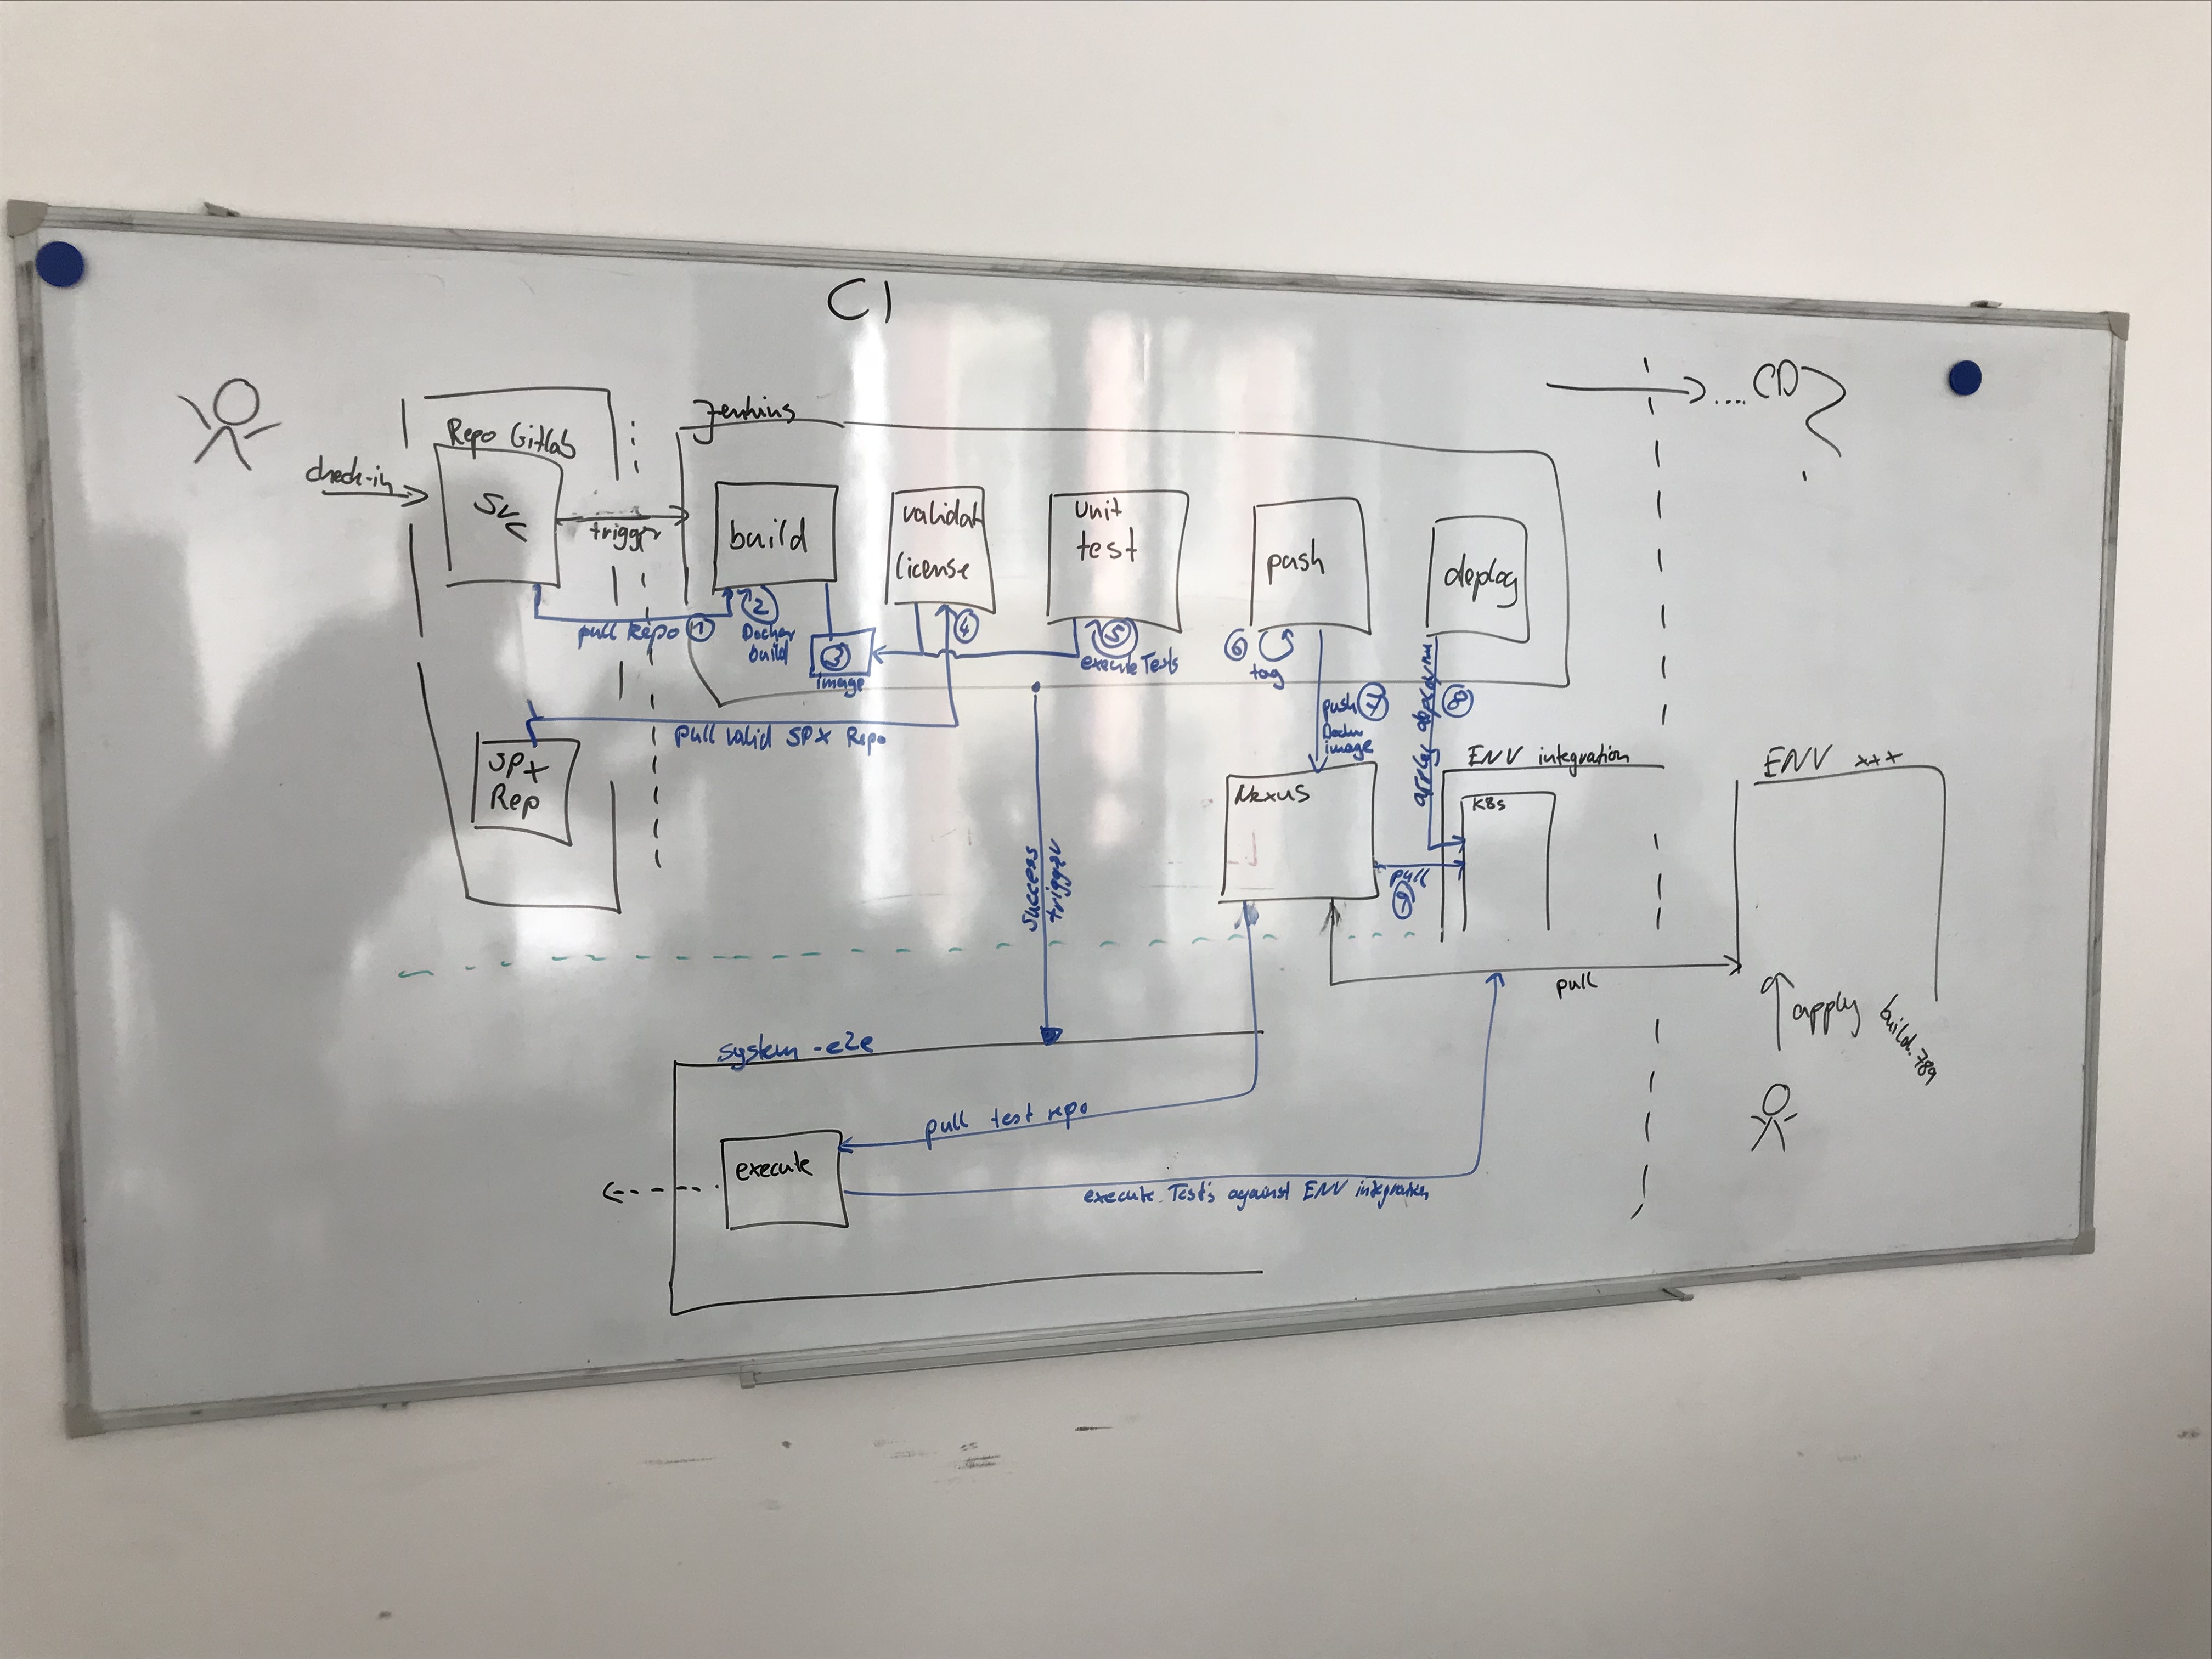 CI
.... CD ?
Repo Gitlab
check-in
SVC
trigger
Jenkins
build
validat
license
Unit
test
push
deploy
pull Repo 1
2
Docker
build
3
image
4
5
execute Tests
6
tag
push 7
Docker
image
8
pull valid SPX Repo
SPX
Rep
success
trigger
Nexus
pull
9
ENV integration
K8s
ENV xxx
pull
apply build.789
system-e2e
pull test repo
execute
execute Tests against ENV integration